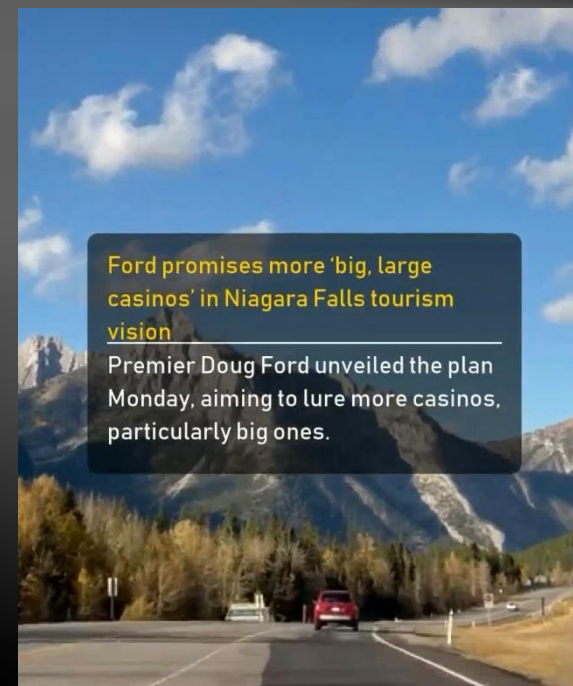 Ford promises more ‘big, large
casinos’ in Niagara Falls tourism
vision
Premier Doug Ford unveiled the plan
Monday, aiming to lure more casinos,
particularly big ones.